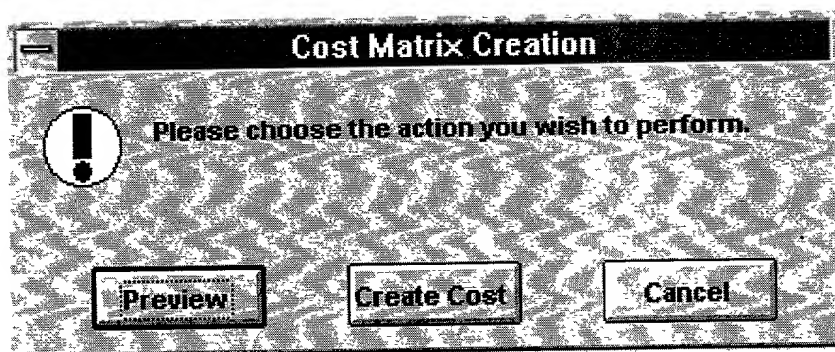 Cost Matrix Creation
Please choose the action you wish to perform.
Preview Create Cost Cancel